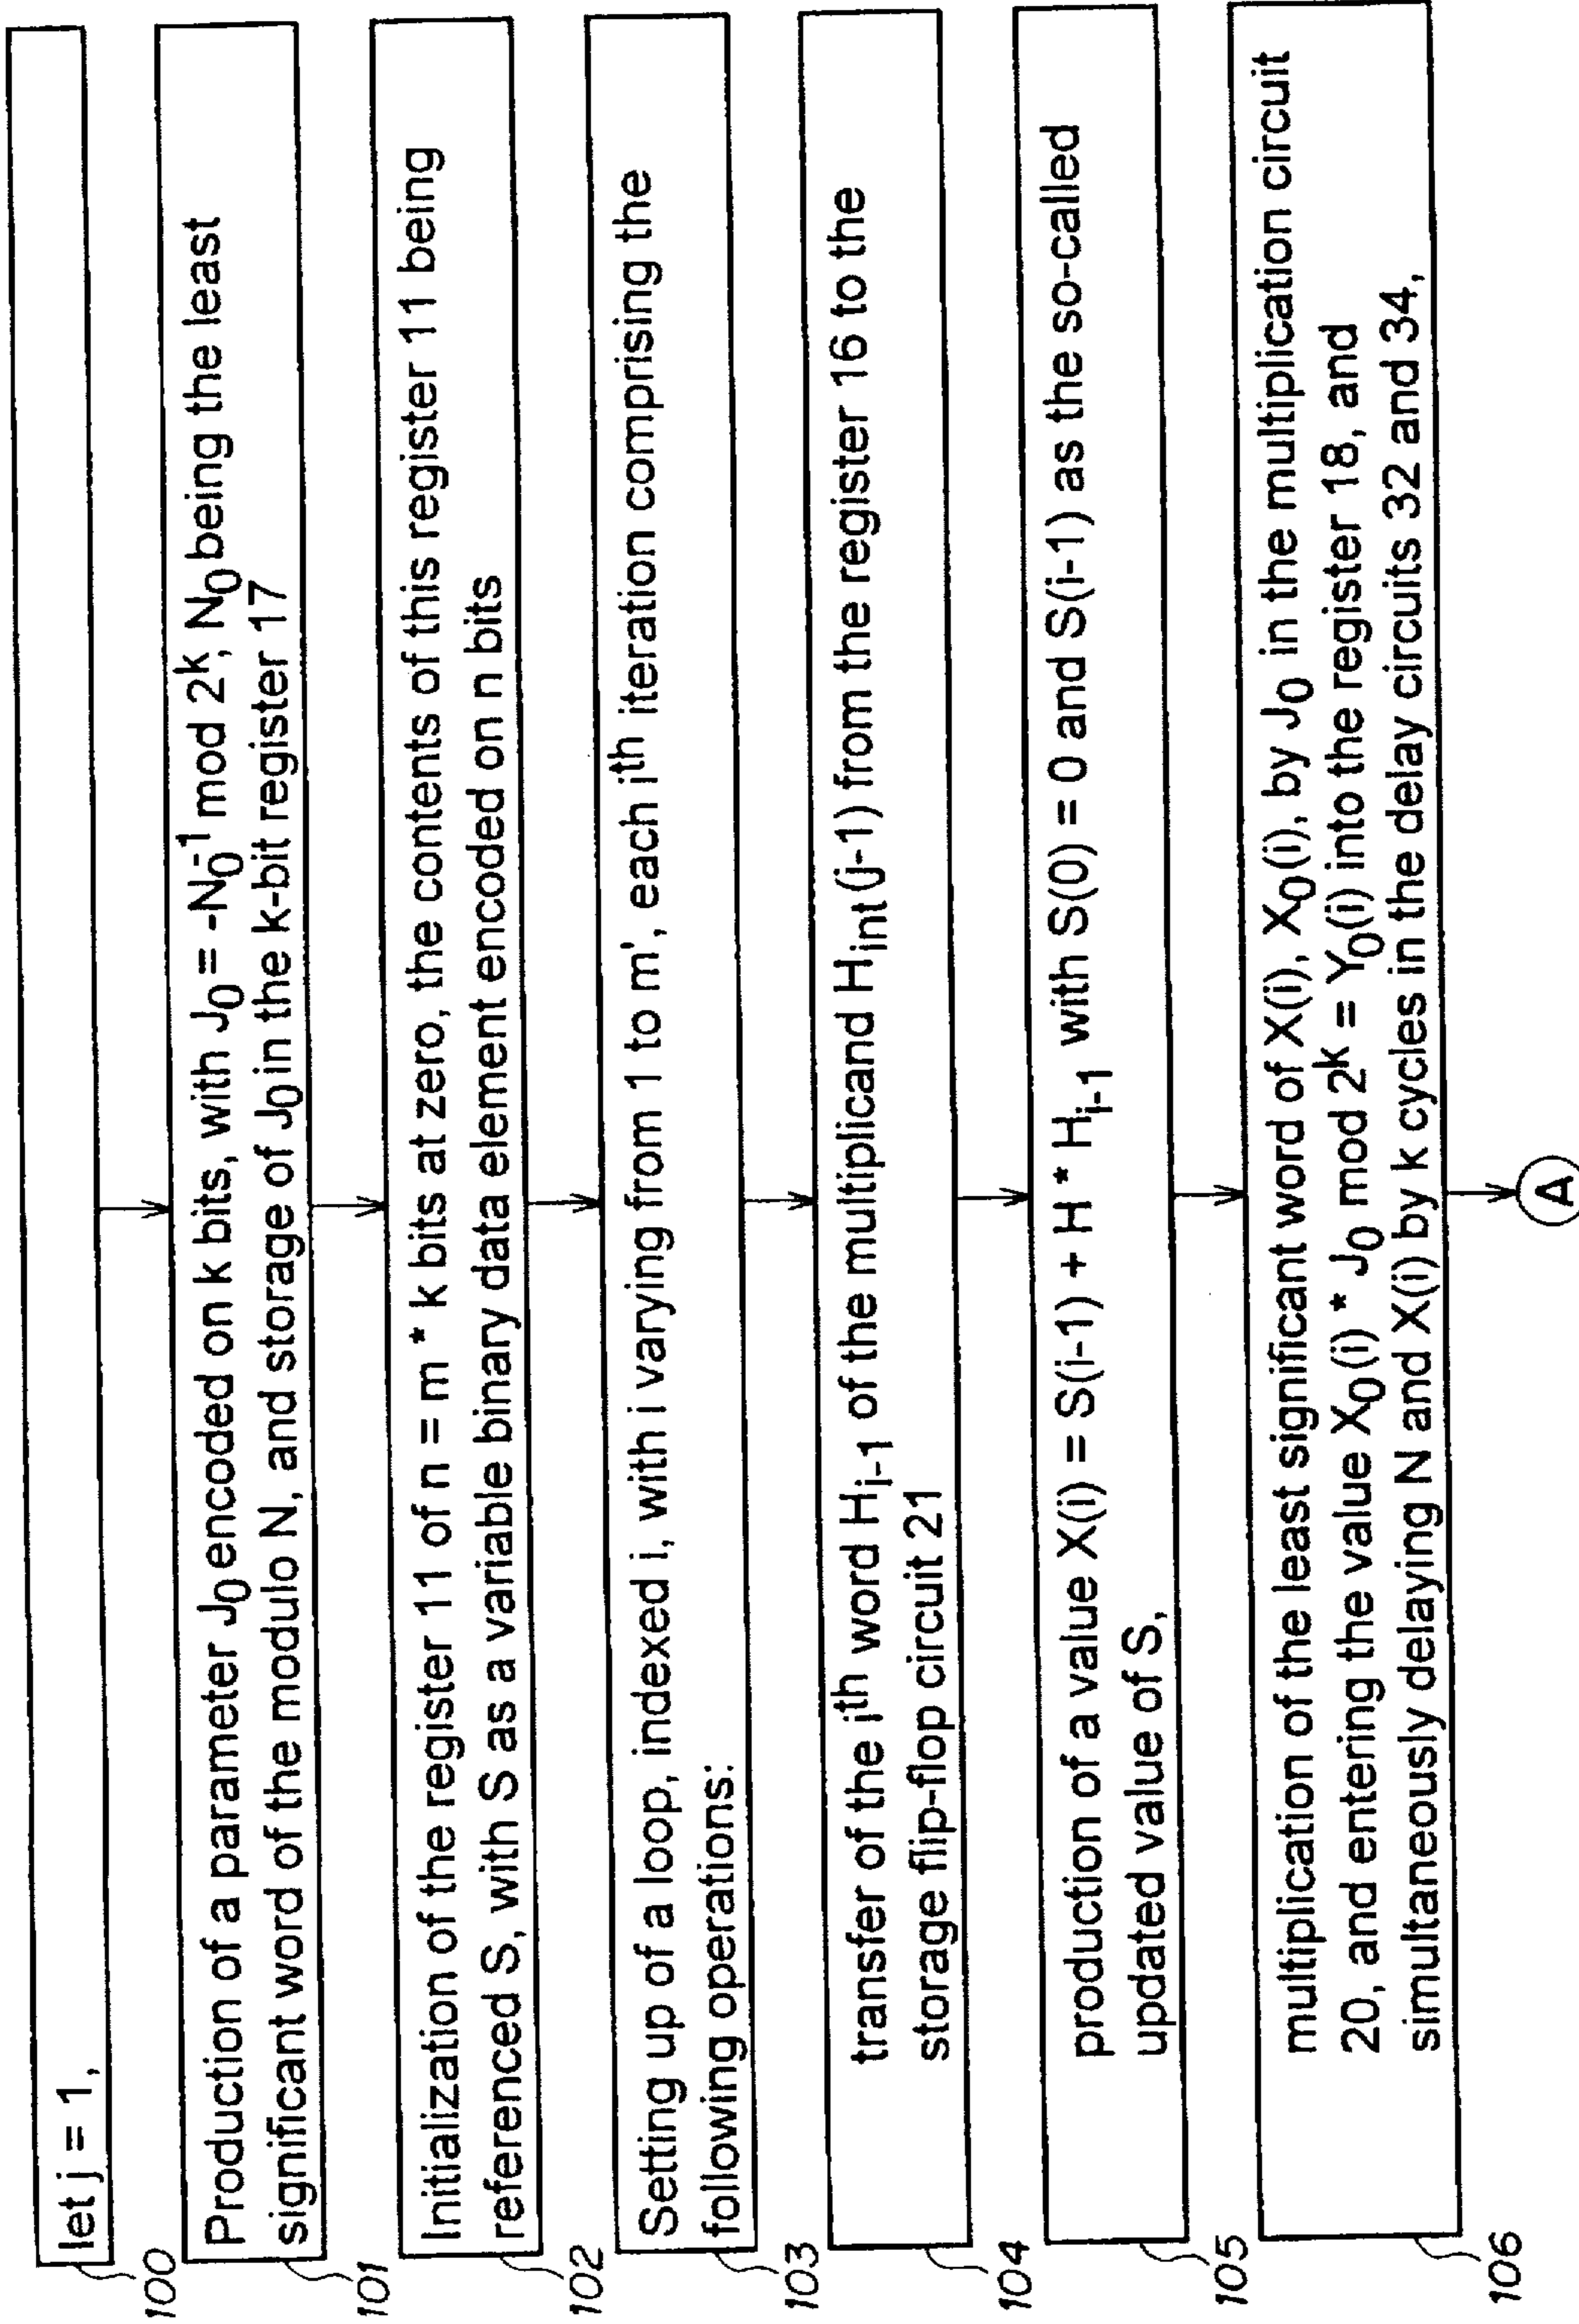 let j = 1,
100
Production of a parameter J₀ encoded on k bits, with J₀ = -N₀⁻¹ mod 2ᵏ, N₀ being the least
significant word of the modulo N, and storage of J₀ in the k-bit register 17
101
Initialization of the register 11 of n = m * k bits at zero, the contents of this register 11 being
referenced S, with S as a variable binary data element encoded on n bits
102
Setting up of a loop, indexed i, with i varying from 1 to m', each iᵗʰ iteration comprising the
following operations:
103
transfer of the iᵗʰ word Hᵢ₋₁ of the multiplicand Hᵢₙₜ(j-1) from the register 16 to the
storage flip-flop circuit 21
104
production of a value X(i) = S(i-1) + H * Hᵢ₋₁ with S(0) = 0 and S(i-1) as the so-called
updated value of S,
105
multiplication of the least significant word of X(i), X₀(i), by J₀ in the multiplication circuit
20, and entering the value X₀(i) * J₀ mod 2ᵏ = Y₀(i) into the register 18, and
simultaneously delaying N and X(i) by k cycles in the delay circuits 32 and 34,
106
A